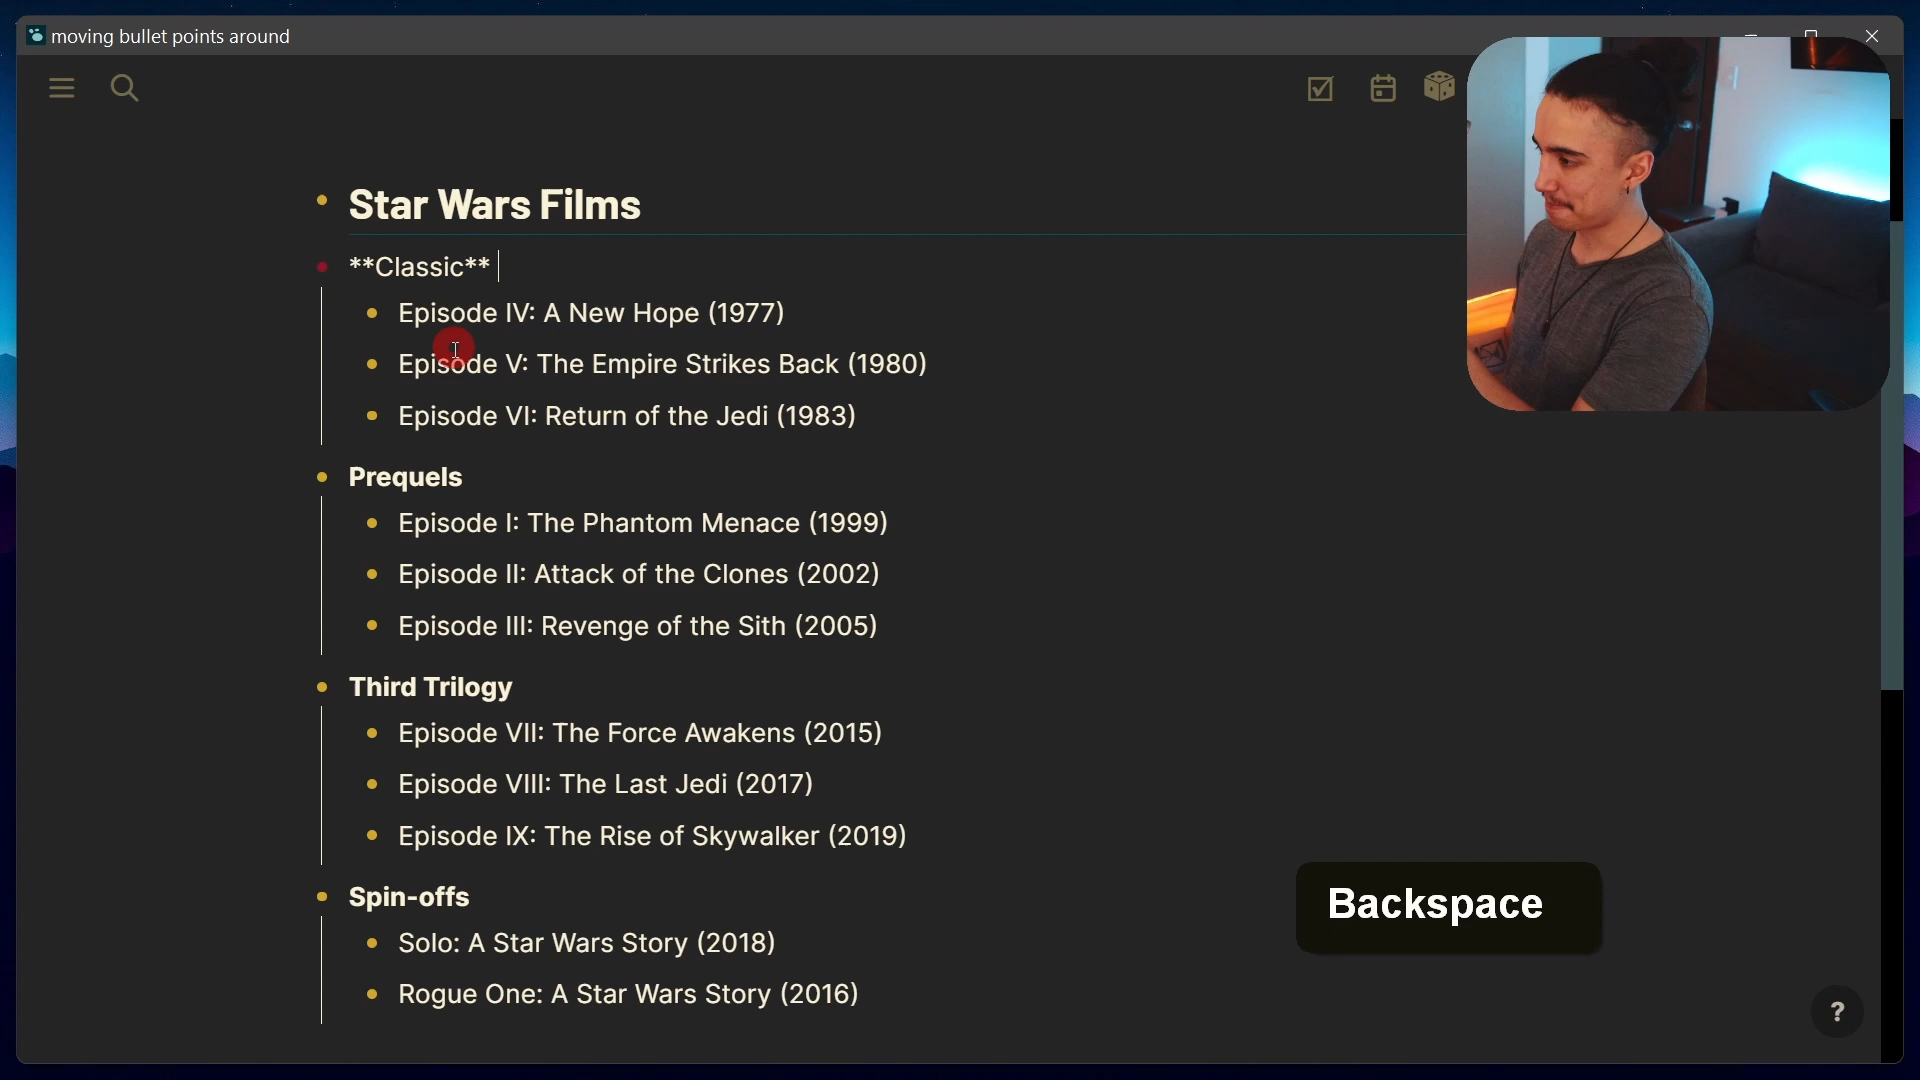 moving bullet points around
Star Wars Films
**Classic**
Episode IV: A New Hope (1977)
Episode V: The Empire Strikes Back (1980)
Episode VI: Return of the Jedi (1983)
Prequels
Episode I: The Phantom Menace (1999)
Episode II: Attack of the Clones (2002)
Episode III: Revenge of the Sith (2005)
Third Trilogy
Episode VII: The Force Awakens (2015)
Episode VIII: The Last Jedi (2017)
Episode IX: The Rise of Skywalker (2019)
Spin-offs
Solo: A Star Wars Story (2018)
Rogue One: A Star Wars Story (2016)
Backspace
?